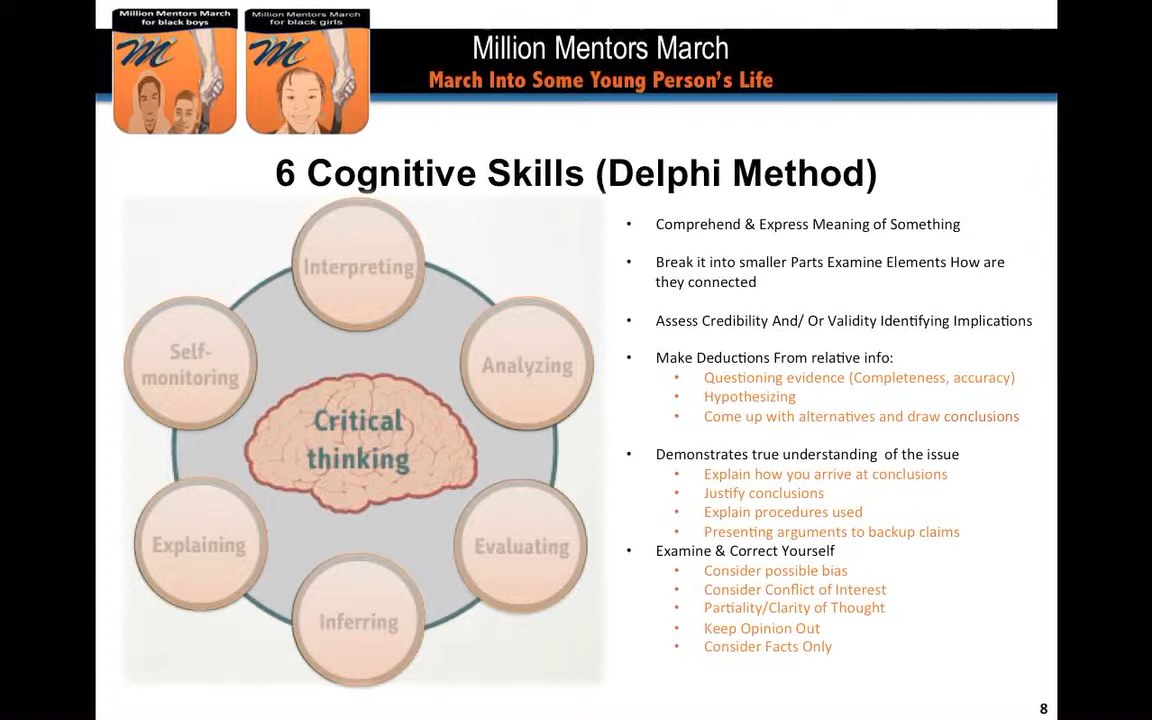 Million Mentors March
for black boys
Million Mentors March
for black girls
Million Mentors March
March Into Some Young Person's Life
6 Cognitive Skills (Delphi Method)
Interpreting
Self-
monitoring
Analyzing
Critical
thinking
Explaining
Evaluating
Inferring
• Comprehend & Express Meaning of Something
• Break it into smaller Parts Examine Elements How are
they connected
• Assess Credibility And/ Or Validity Identifying Implications
• Make Deductions From relative info:
• Questioning evidence (Completeness, accuracy)
• Hypothesizing
• Come up with alternatives and draw conclusions
• Demonstrates true understanding of the issue
• Explain how you arrive at conclusions
• Justify conclusions
• Explain procedures used
• Presenting arguments to backup claims
• Examine & Correct Yourself
• Consider possible bias
• Consider Conflict of Interest
• Partiality/Clarity of Thought
• Keep Opinion Out
• Consider Facts Only
8